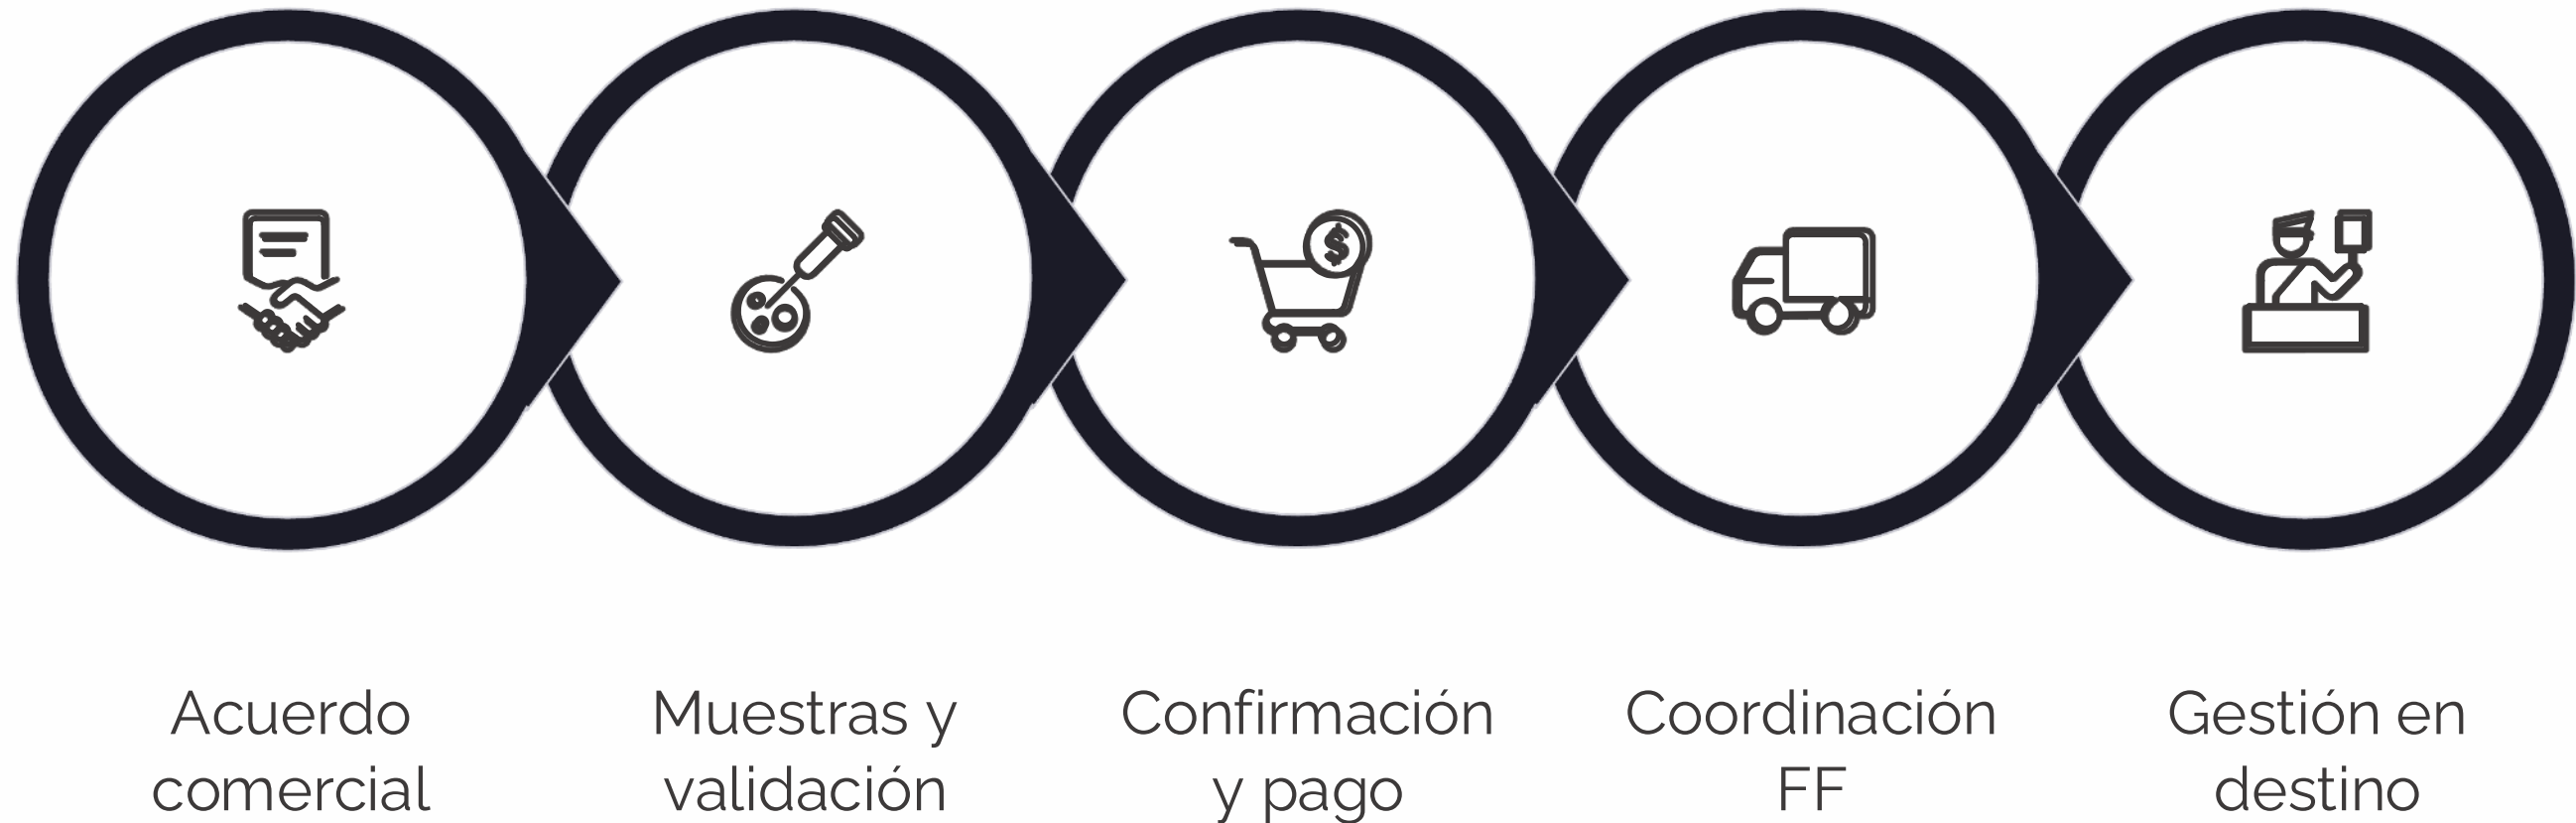 Acuerdo
comercial
Muestras y
validación
Confirmación
y pago
Coordinación
FF
Gestión en
destino